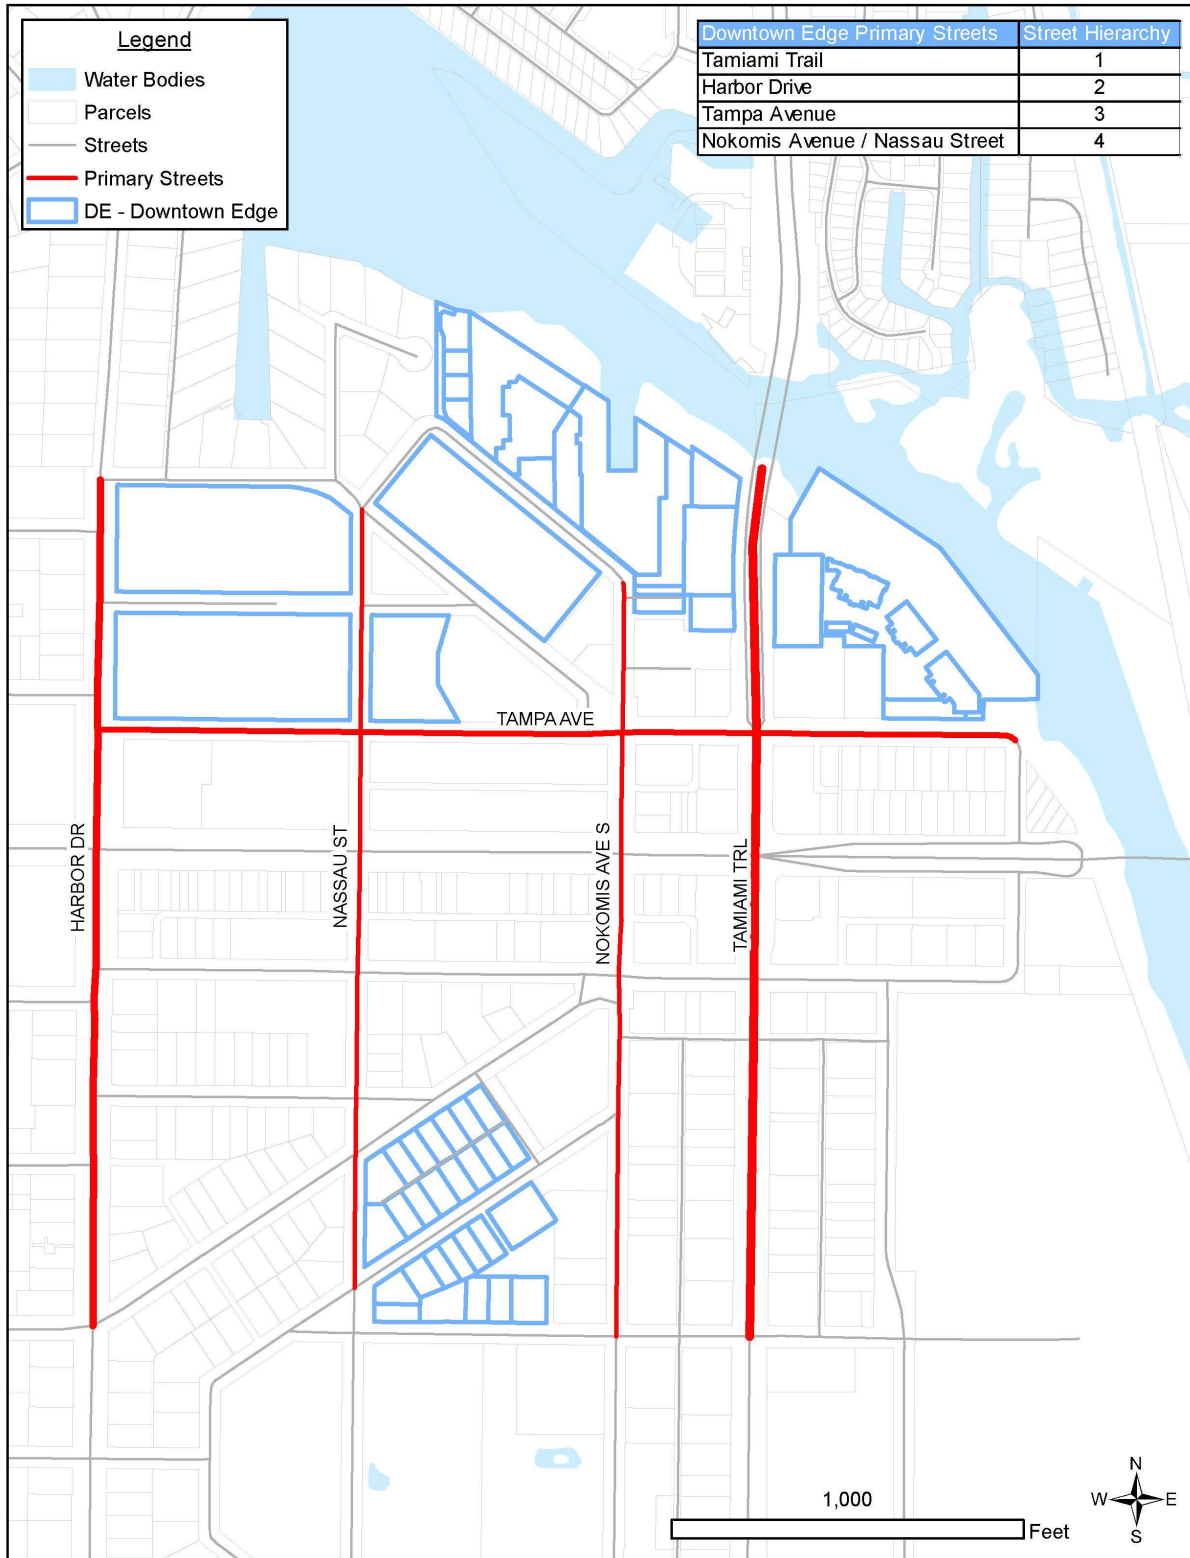 Legend
Water Bodies
Parcels
Streets
Primary Streets
DE - Downtown Edge
Downtown Edge Primary Streets Street Hierarchy
Tamiami Trail 1
Harbor Drive 2
Tampa Avenue 3
Nokomis Avenue / Nassau Street 4
TAMPA AVE
HARBOR DR
NASSAU ST
NOKOMIS AVE S
TAMIAMI TRL
1,000
Feet
N
W E
S